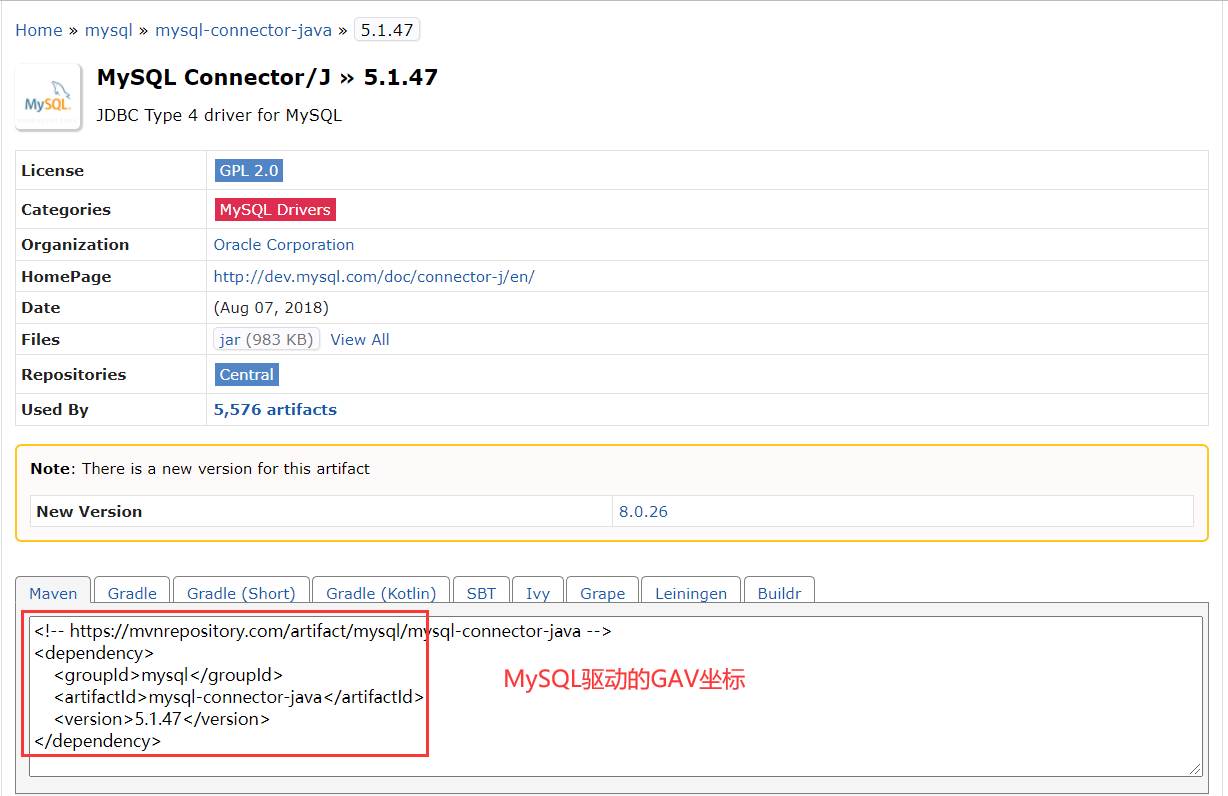 Home » mysql » mysql-connector-java » 5.1.47
MySQL Connector/J » 5.1.47
MySQL
JDBC Type 4 driver for MySQL
License GPL 2.0
Categories MySQL Drivers
Organization Oracle Corporation
HomePage http://dev.mysql.com/doc/connector-j/en/
Date (Aug 07, 2018)
Files jar (983 KB) View All
Repositories Central
Used By 5,576 artifacts
Note: There is a new version for this artifact
New Version 8.0.26
Maven Gradle Gradle (Short) Gradle (Kotlin) SBT Ivy Grape Leiningen Buildr
<!-- https://mvnrepository.com/artifact/mysql/mysql-connector-java -->
<dependency>
    <groupId>mysql</groupId>
    <artifactId>mysql-connector-java</artifactId>
    <version>5.1.47</version>
</dependency>
MySQL驱动的GAV坐标